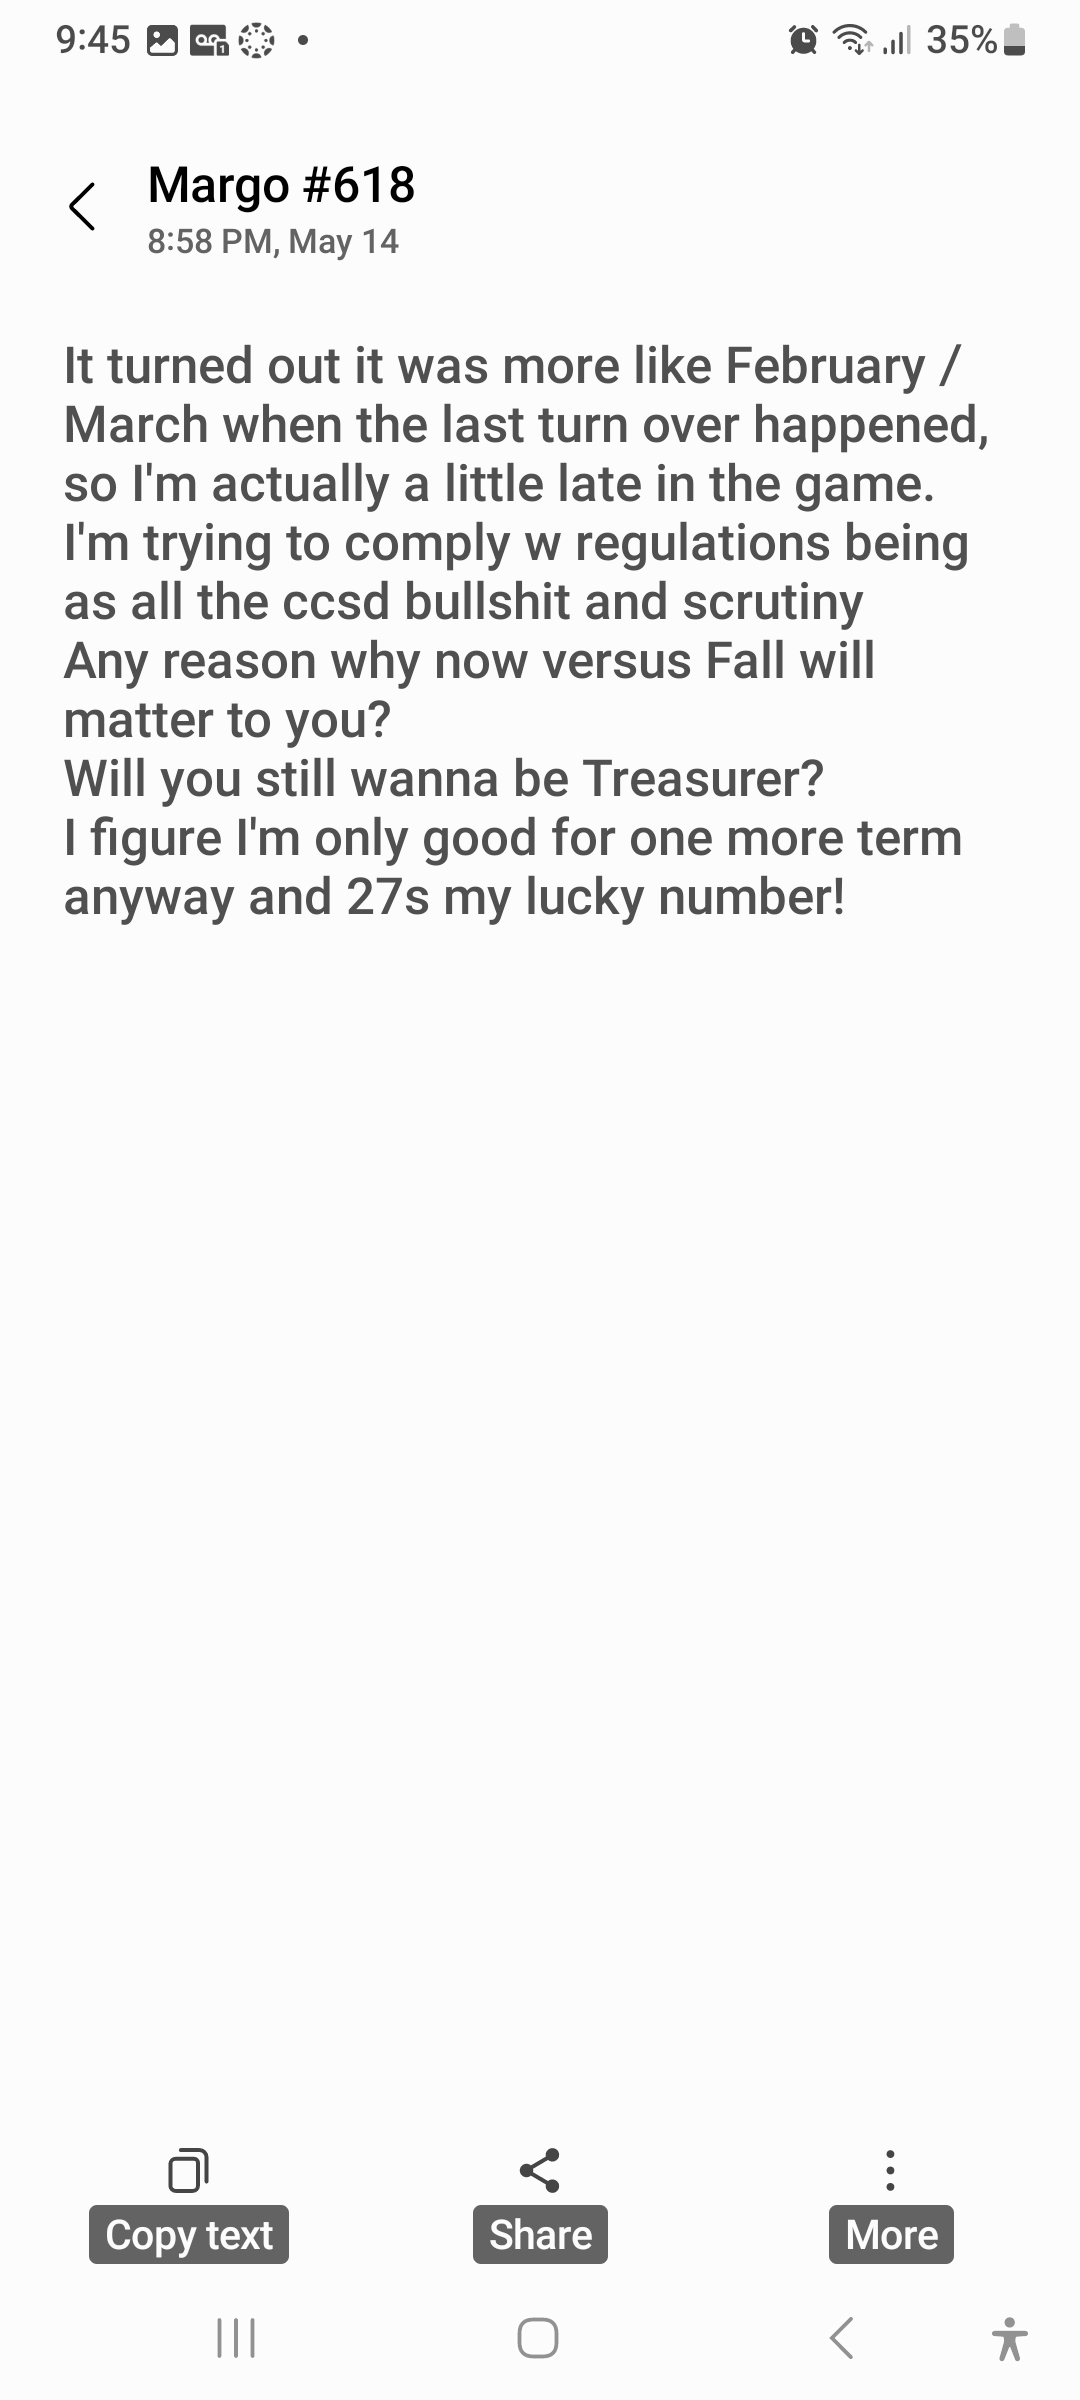 9:45
35%
Margo #618
8:58 PM, May 14
It turned out it was more like February /
March when the last turn over happened,
so I'm actually a little late in the game.
I'm trying to comply w regulations being
as all the ccsd bullshit and scrutiny
Any reason why now versus Fall will
matter to you?
Will you still wanna be Treasurer?
I figure I'm only good for one more term
anyway and 27s my lucky number!
Copy text
Share
More